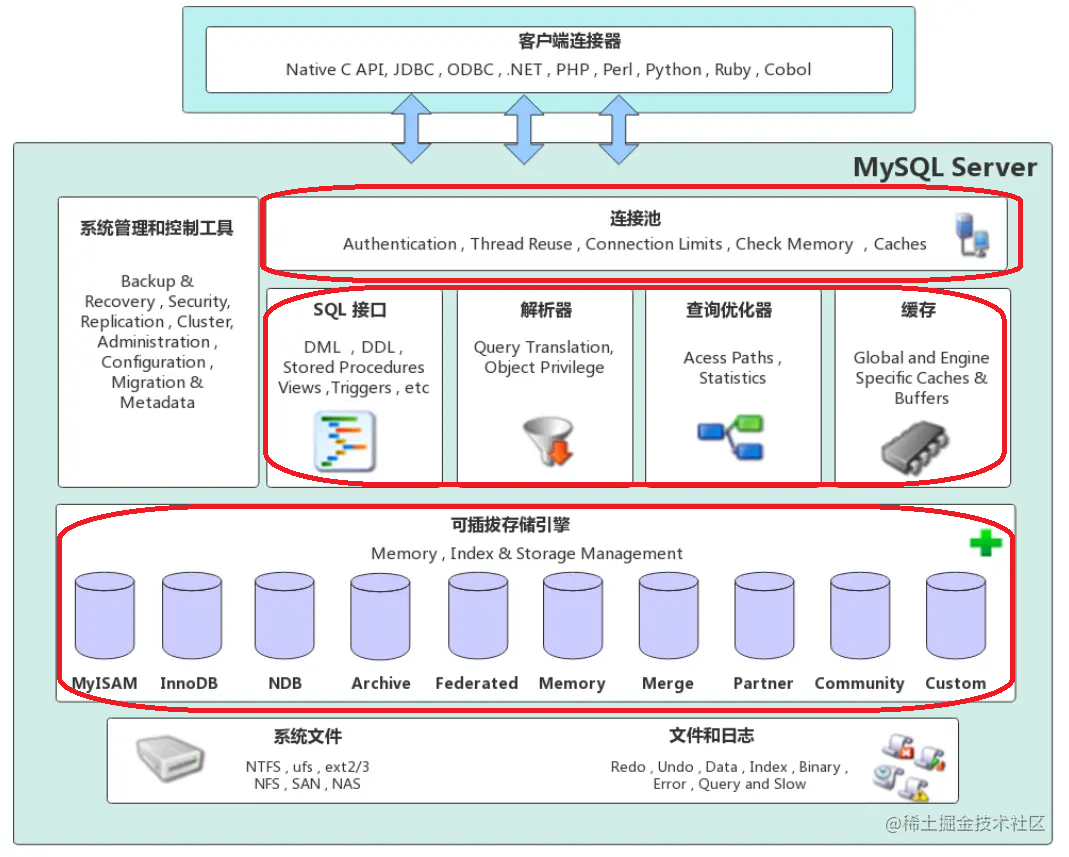 客户端连接器
Native C API, JDBC , ODBC , .NET , PHP , Perl , Python , Ruby , Cobol
MySQL Server
系统管理和控制工具
Backup &
Recovery , Security,
Replication , Cluster,
Administration ,
Configuration ,
Migration &
Metadata
连接池
Authentication , Thread Reuse , Connection Limits , Check Memory , Caches
SQL 接口
DML , DDL ,
Stored Procedures
Views ,Triggers , etc
解析器
Query Translation,
Object Privilege
查询优化器
Acess Paths ,
Statistics
缓存
Global and Engine
Specific Caches &
Buffers
可插拔存储引擎
Memory , Index & Storage Management
MyISAM
InnoDB
NDB
Archive
Federated
Memory
Merge
Partner
Community
Custom
系统文件
NTFS , ufs , ext2/3
NFS , SAN , NAS
文件和日志
Redo , Undo , Data , Index , Binary ,
Error , Query and Slow
@稀土掘金技术社区